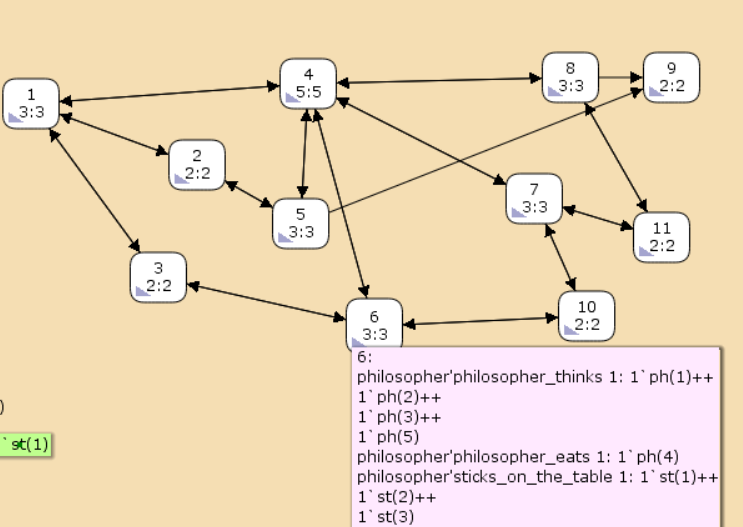 1
3:3
4
5:5
8
3:3
9
2:2
2
2:2
5
3:3
7
3:3
11
2:2
3
2:2
6
3:3
10
2:2
6:
philosopher'philosopher_thinks 1: 1`ph(1)++
1`ph(2)++
1`ph(3)++
1`ph(5)
philosopher'philosopher_eats 1: 1`ph(4)
philosopher'sticks_on_the_table 1: 1`st(1)++
1`st(2)++
1`st(3)
)
`st(1)